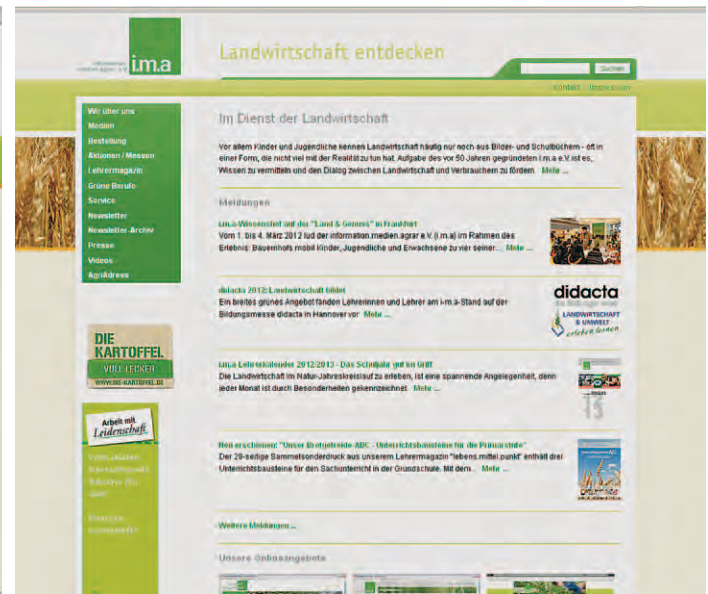 i.m.a
Landwirtschaft entdecken
Suchen
Kontakt Impressum
Wir über uns
Medien
Bestellung
Aktionen / Messen
Lehrermagazin
Grüne Berufe
Service
Newsletter
Newsletter-Archiv
Presse
Videos
AgriAdress
DIE
KARTOFFEL
VOLL LECKER
WWW.DIE-KARTOFFEL.DE
Arbeit mit
Leidenschaft
Im Dienst der Landwirtschaft
Vor allem Kinder und Jugendliche kennen Landwirtschaft häufig nur noch aus Bilder- und Schulbüchern - oft in
einer Form, die nicht viel mit der Realität zu tun hat. Aufgabe des vor 50 Jahren gegründeten i.m.a e.V. ist es,
Wissen zu vermitteln und den Dialog zwischen Landwirtschaft und Verbrauchern zu fördern. Mehr ...
Meldungen
i.m.a-Wissenshof auf der "Land & Genuss" in Frankfurt
Vom 1. bis 4. März 2012 lud der information.medien.agrar e.V. (i.m.a) im Rahmen des
Erlebnis: Bauernhofs mobil Kinder, Jugendliche und Erwachsene zu vier seiner... Mehr ...
didacta 2012: Landwirtschaft bildet
Ein breites grünes Angebot fanden Lehrerinnen und Lehrer am i-m.a-Stand auf der
Bildungsmesse didacta in Hannover vor. Mehr ...
didacta
LANDWIRTSCHAFT
& UMWELT
erleben lernen
i.m.a-Lehrerkalender 2012/2013 - Das Schuljahr gut im Griff
Die Landwirtschaft im Natur-Jahreskreislauf zu erleben, ist eine spannende Angelegenheit, denn
jeder Monat ist durch Besonderheiten gekennzeichnet. Mehr ...
13
Neu erschienen: "Unser Brotgetreide-ABC - Unterrichtsbausteine für die Primarstufe"
Der 28-seitige Sammelsonderdruck aus unserem Lehrermagazin "lebens.mittel.punkt" enthält drei
Unterrichtsbausteine für den Sachunterricht in der Grundschule. Mit dem... Mehr ...
Weitere Meldungen ...
Unsere Onlineangebote